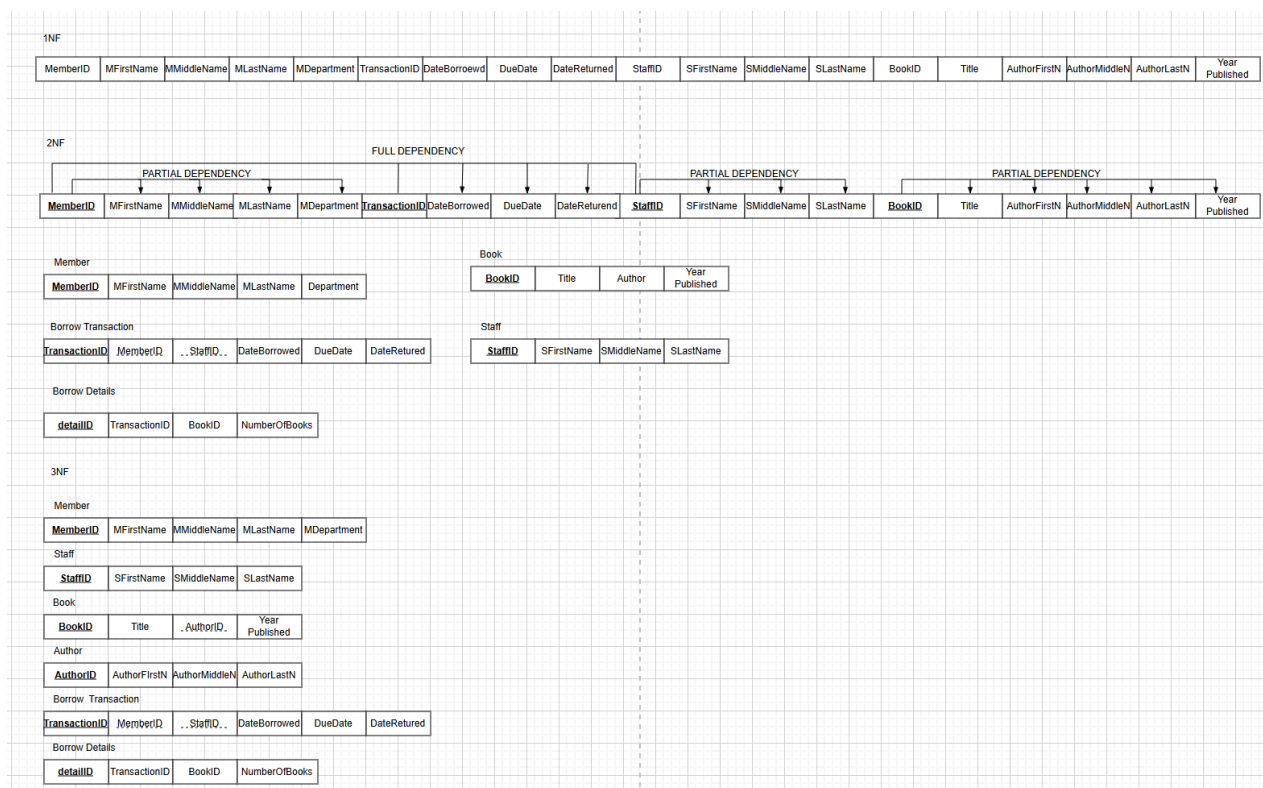 1NF
MemberID MFirstName MMiddleName MLastName MDepartment TransactionID DateBorroewd DueDate DateReturned StaffID SFirstName SMiddleName SLastName BookID Title AuthorFirstN AuthorMiddleN AuthorLastN Year Published
2NF
FULL DEPENDENCY
PARTIAL DEPENDENCY PARTIAL DEPENDENCY PARTIAL DEPENDENCY
MemberID MFirstName MMiddleName MLastName MDepartment TransactionID DateBorrowed DueDate DateReturend StaffID SFirstName SMiddleName SLastName BookID Title AuthorFirstN AuthorMiddleN AuthorLastN Year Published
Member
MemberID MFirstName MMiddleName MLastName Department
Book
BookID Title Author Year Published
Borrow Transaction
TransactionID MemberID StaffID DateBorrowed DueDate DateRetured
Staff
StaffID SFirstName SMiddleName SLastName
Borrow Details
detailID TransactionID BookID NumberOfBooks
3NF
Member
MemberID MFirstName MMiddleName MLastName MDepartment
Staff
StaffID SFirstName SMiddleName SLastName
Book
BookID Title AuthorID Year Published
Author
AuthorID AuthorFIrstN AuthorMiddleN AuthorLastN
Borrow Transaction
TransactionID MemberID StaffID DateBorrowed DueDate DateRetured
Borrow Details
detailID TransactionID BookID NumberOfBooks